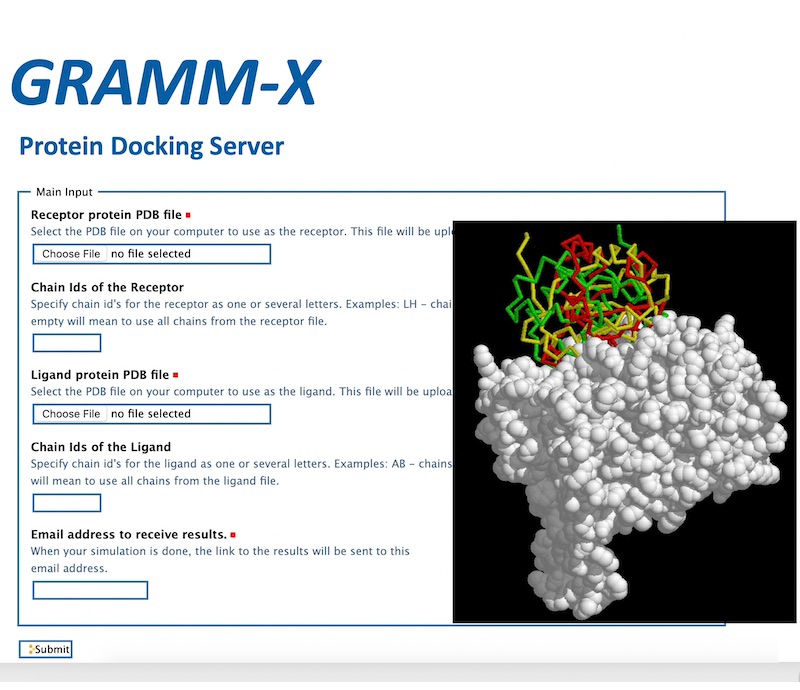 GRAMM-X
Protein Docking Server
Main Input
Receptor protein PDB file
Select the PDB file on your computer to use as the receptor. This file will be
Choose File no file selected
Chain Ids of the Receptor
Specify chain id's for the receptor as one or several letters. Examples: LH – 
empty will mean to use all chains from the receptor file.
Ligand protein PDB file
Select the PDB file on your computer to use as the ligand. This file will be
Choose File no file selected
Chain Ids of the Ligand
Specify chain id's for the ligand as one or several letters. Examples: AB – chains
will mean to use all chains from the ligand file.
Email address to receive results.
When your simulation is done, the link to the results will be sent to this
email address.
Submit